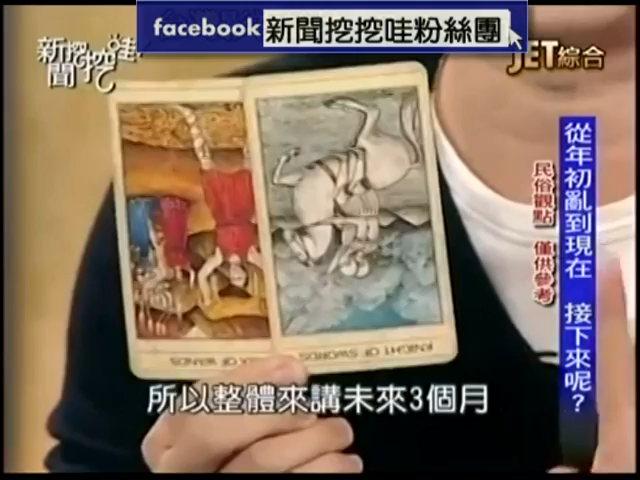 facebook 新聞挖挖哇粉絲團
新聞挖挖哇!
JET綜合
從年初亂到現在 接下來呢?
民俗觀點 僅供參考
OF WANDS
KNIGHT OF SWORDS
所以整體來講未來3個月